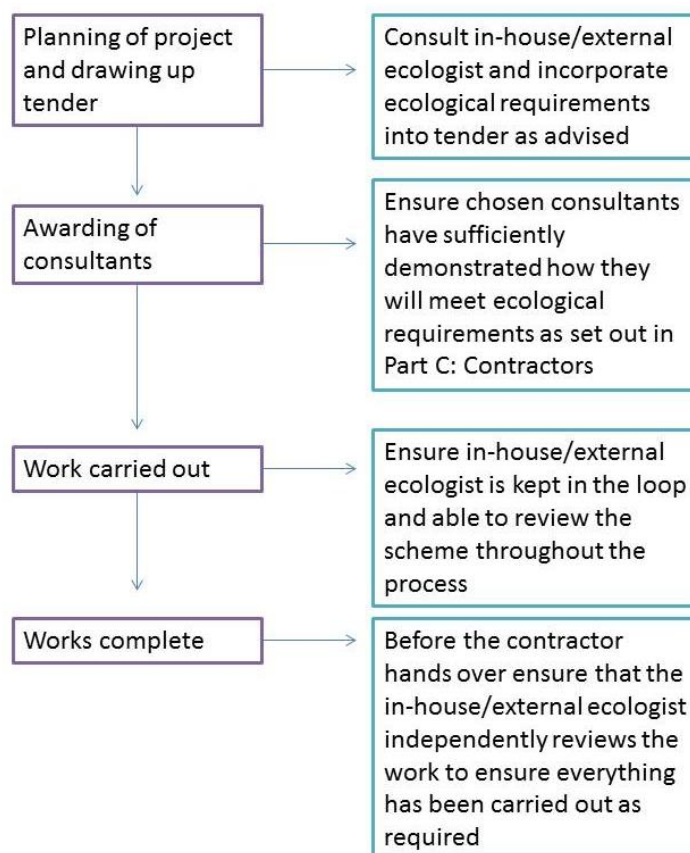 Planning of project
and drawing up
tender
Consult in-house/external
ecologist and incorporate
ecological requirements
into tender as advised
Awarding of
consultants
Ensure chosen consultants
have sufficiently
demonstrated how they
will meet ecological
requirements as set out in
Part C: Contractors
Work carried out
Ensure in-house/external
ecologist is kept in the loop
and able to review the
scheme throughout the
process
Works complete
Before the contractor
hands over ensure that the
in-house/external ecologist
independently reviews the
work to ensure everything
has been carried out as
required